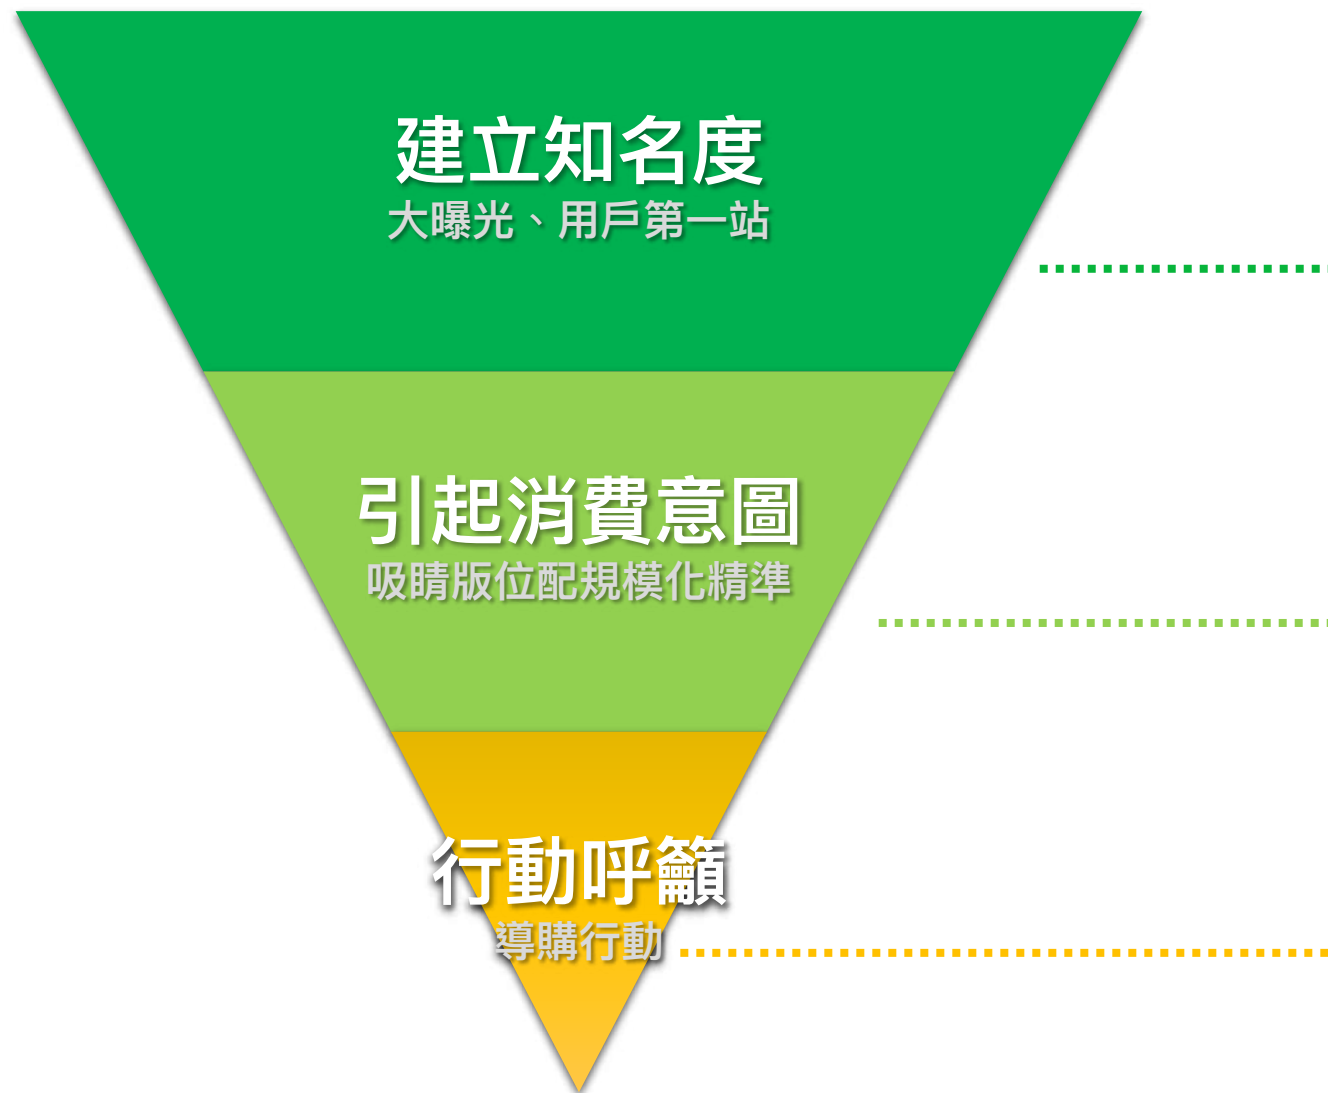 建立知名度
大曝光、用戶第一站
引起消費意圖
吸睛版位配規模化精準
行動呼籲
導購行動